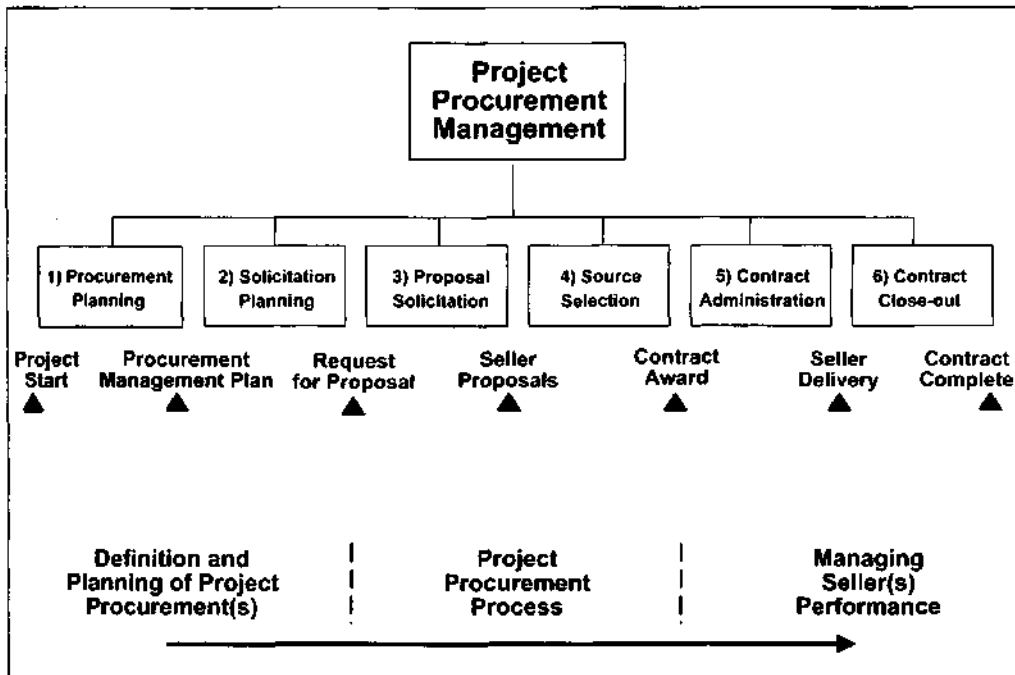 Project
Procurement
Management
1) Procurement
Planning
2) Solicitation
Planning
3) Proposal
Solicitation
4) Source
Selection
5) Contract
Administration
6) Contract
Close-out
Project
Start
Procurement
Management Plan
Request
for Proposal
Seller
Proposals
Contract
Award
Seller
Delivery
Contract
Complete
Definition and
Planning of Project
Procurement(s)
Project
Procurement
Process
Managing
Seller(s)
Performance